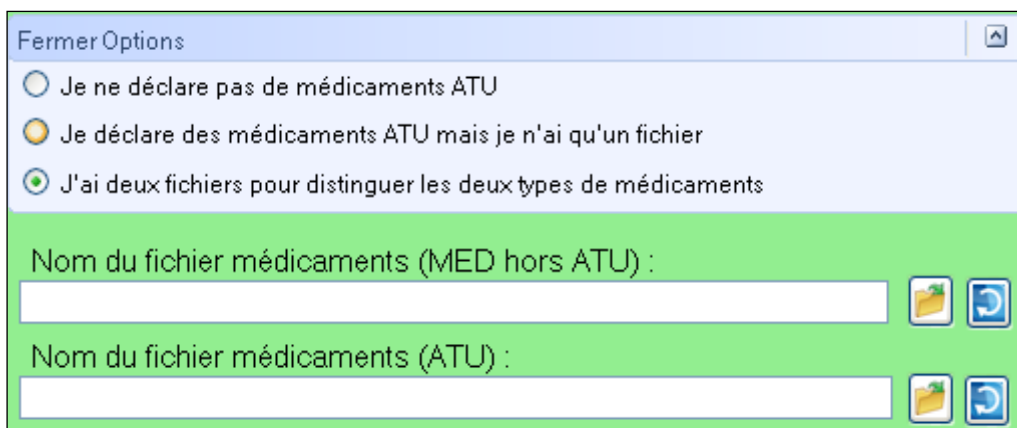 Fermer Options
Je ne déclare pas de médicaments ATU
Je déclare des médicaments ATU mais je n'ai qu'un fichier
J'ai deux fichiers pour distinguer les deux types de médicaments
Nom du fichier médicaments (MED hors ATU) :
Nom du fichier médicaments (ATU) :